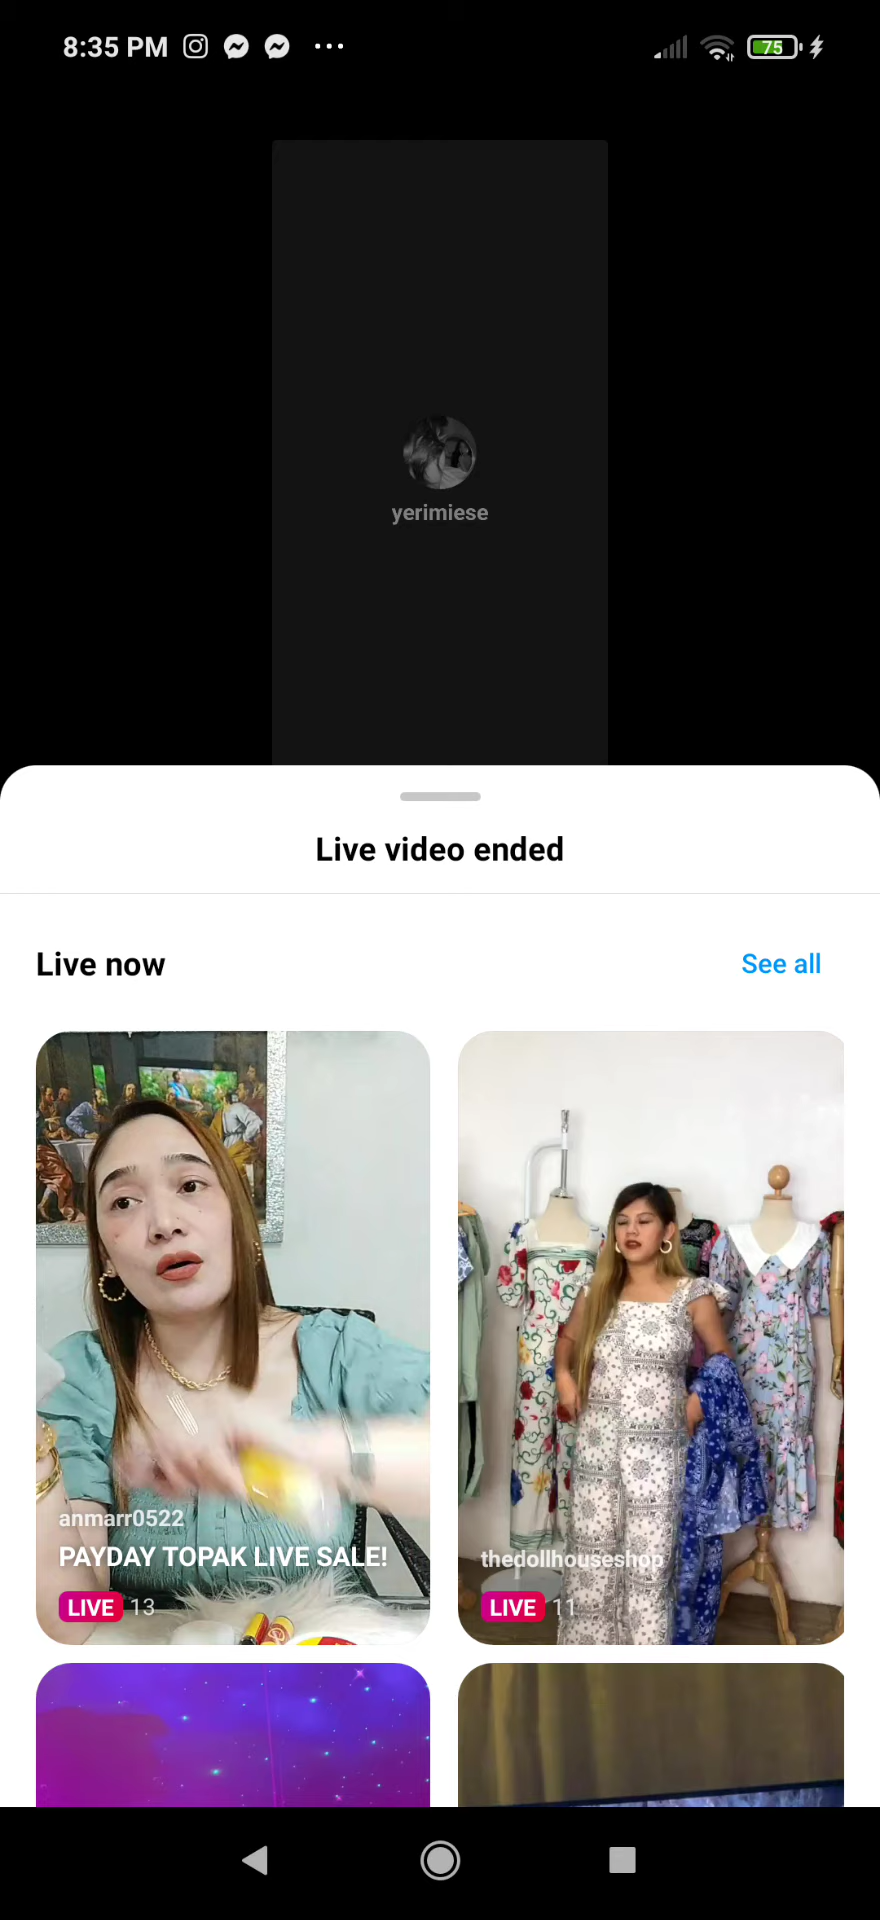 8:35 PM
75
yerimiese
Live video ended
Live now
See all
anmarr0522
PAYDAY TOPAK LIVE SALE!
LIVE 13
thedollhouseshop
LIVE 11